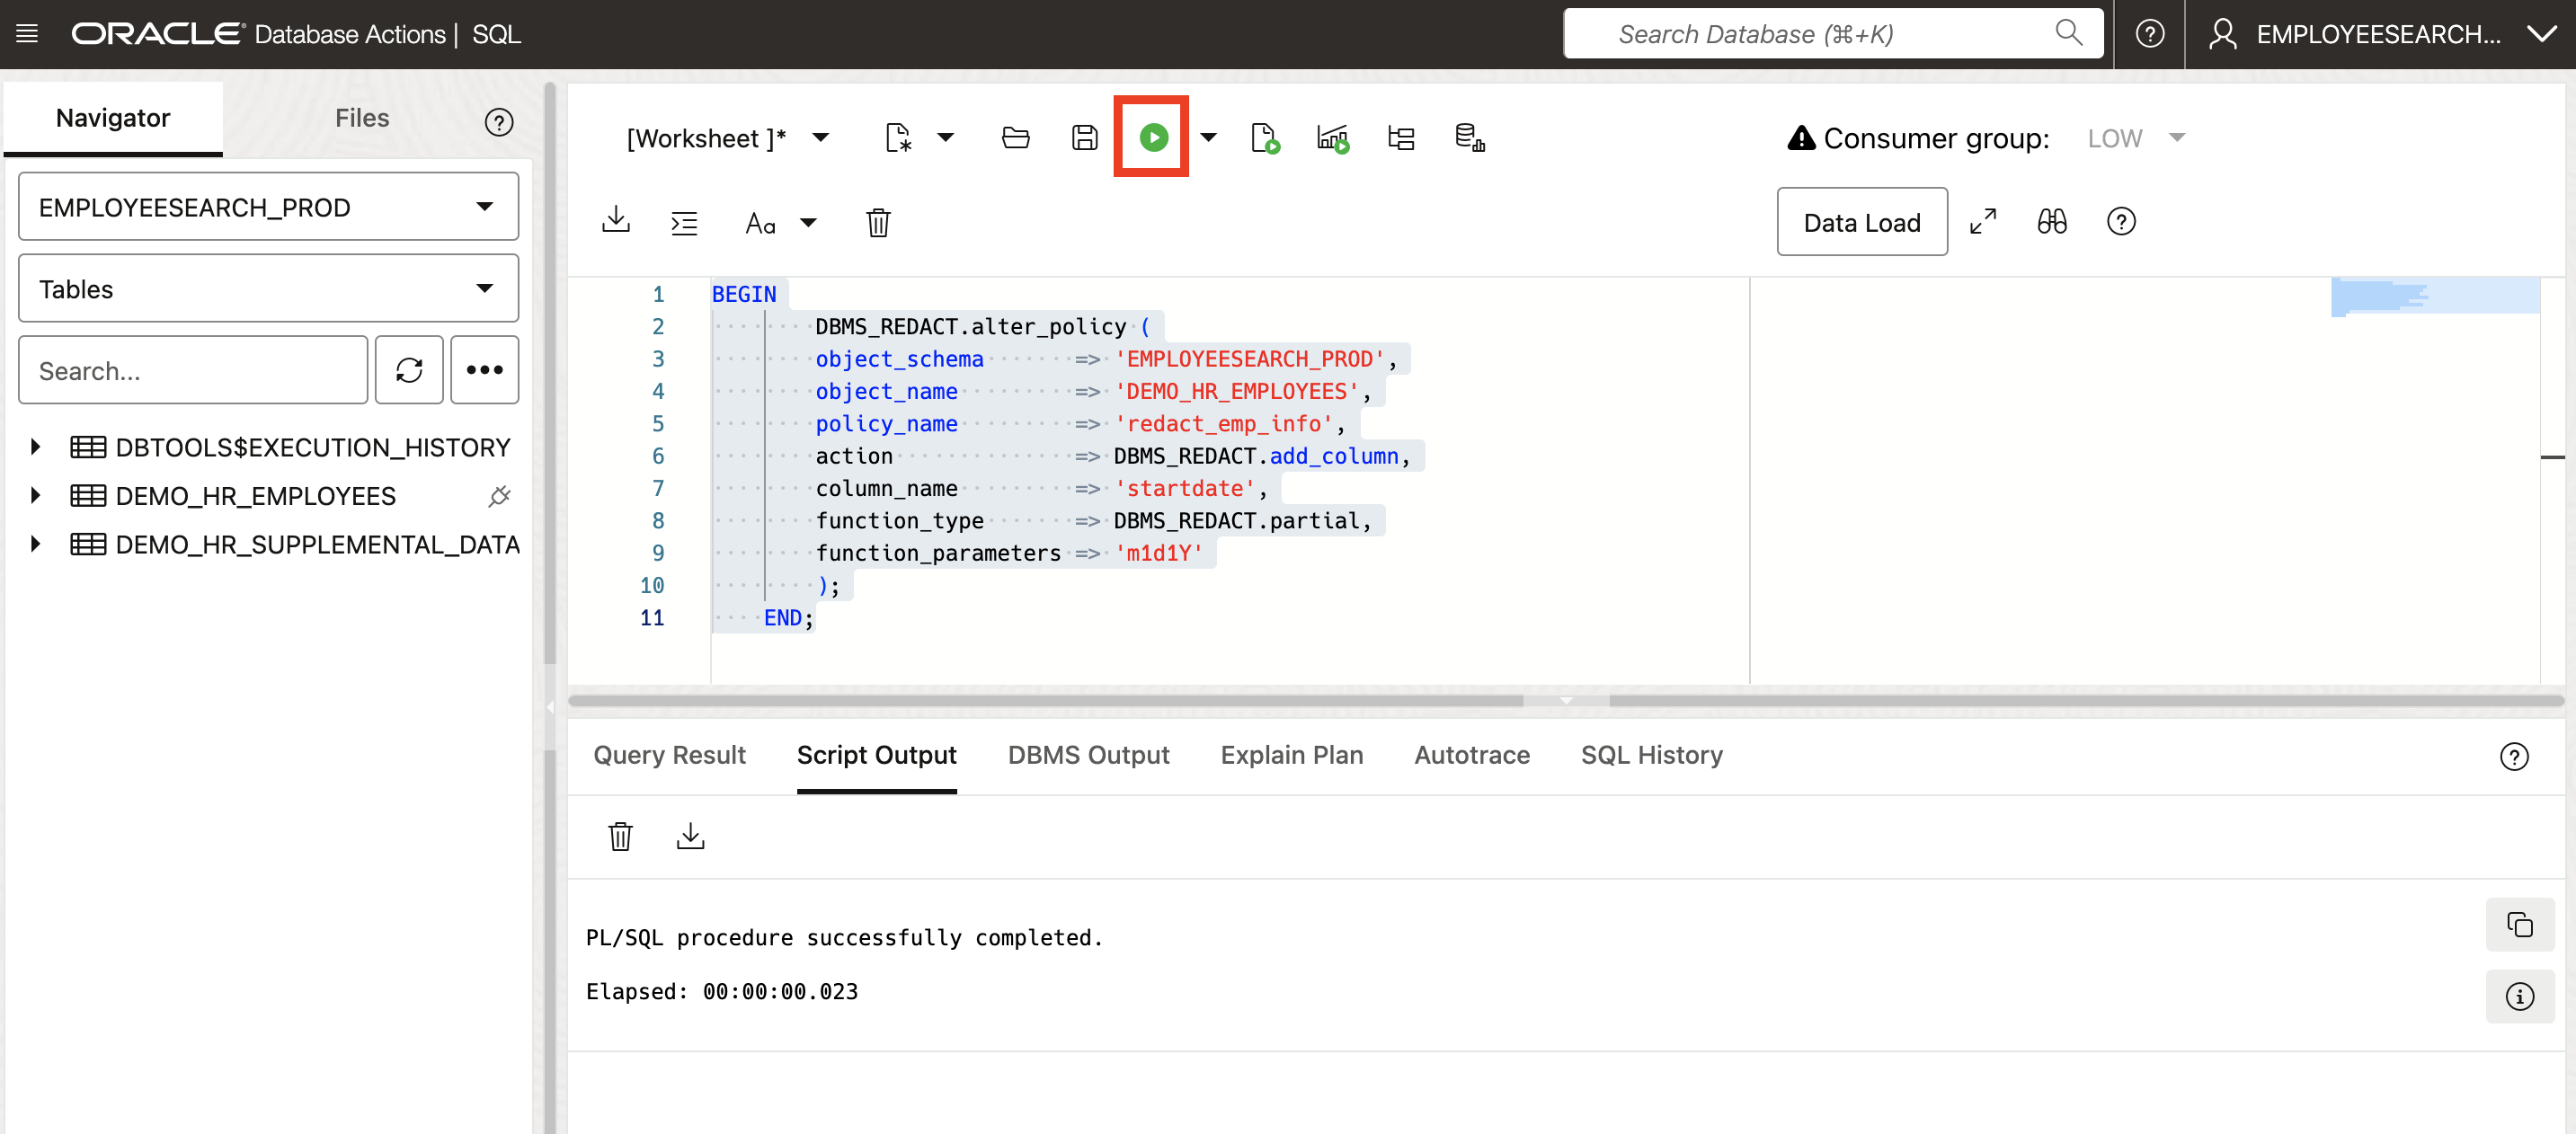 ORACLE Database Actions | SQL
Search Database (⌘+K)
EMPLOYEESEARCH...
Navigator
Files
EMPLOYEESEARCH_PROD
Tables
Search...
DBTOOLS$EXECUTION_HISTORY
DEMO_HR_EMPLOYEES
DEMO_HR_SUPPLEMENTAL_DATA
[Worksheet ]*
Consumer group: LOW
Aa
Data Load
1 BEGIN
2 DBMS_REDACT.alter_policy (
3 object_schema => 'EMPLOYEESEARCH_PROD',
4 object_name => 'DEMO_HR_EMPLOYEES',
5 policy_name => 'redact_emp_info',
6 action => DBMS_REDACT.add_column,
7 column_name => 'startdate',
8 function_type => DBMS_REDACT.partial,
9 function_parameters => 'm1d1Y'
10 );
11 END;
Query Result
Script Output
DBMS Output
Explain Plan
Autotrace
SQL History
PL/SQL procedure successfully completed.
Elapsed: 00:00:00.023